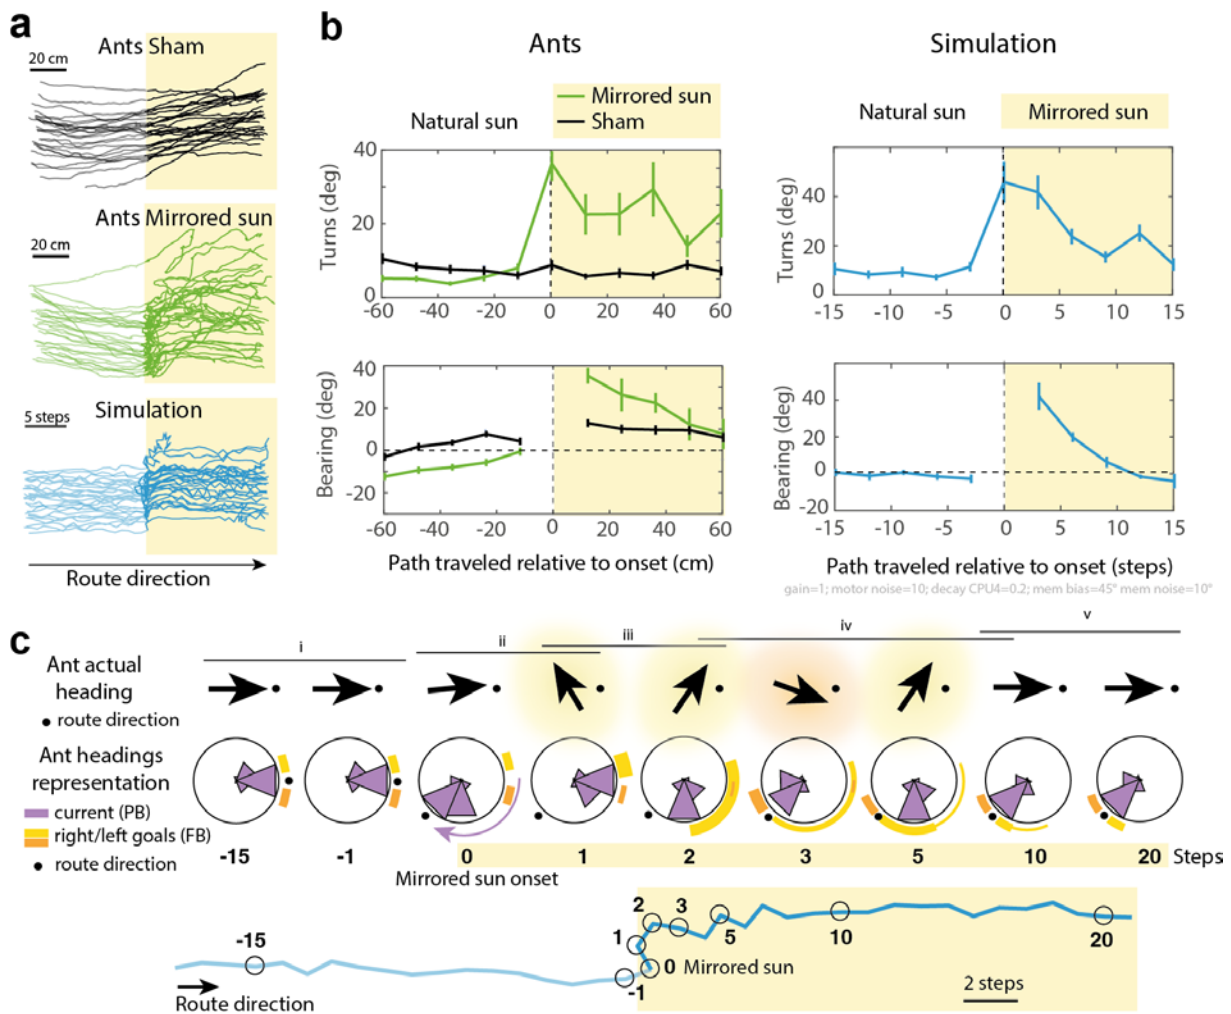 a
Ants Sham
20 cm
Ants Mirrored sun
20 cm
Simulation
5 steps
Route direction
b
Ants
Simulation
Mirrored sun
Sham
Natural sun
Natural sun
Mirrored sun
Turns (deg)
40
20
0
-60
-40
-20
0
20
40
60
Turns (deg)
40
20
0
-15
-10
-5
0
5
10
15
Bearing (deg)
40
20
0
-20
-60
-40
-20
0
20
40
60
Path traveled relative to onset (cm)
Bearing (deg)
40
20
0
-20
-15
-10
-5
0
5
10
15
Path traveled relative to onset (steps)
gain=1; motor noise=10; decay CPU4=0.2; mem bias=45° mem noise=10°
c
i
ii
iii
iv
v
Ant actual
heading
route direction
Ant headings
representation
current (PB)
right/left goals (FB)
route direction
-15
-1
0
1
2
3
5
10
20
Steps
Mirrored sun onset
-15
-1
0
1
2
3
5
10
20
Mirrored sun
Route direction
2 steps